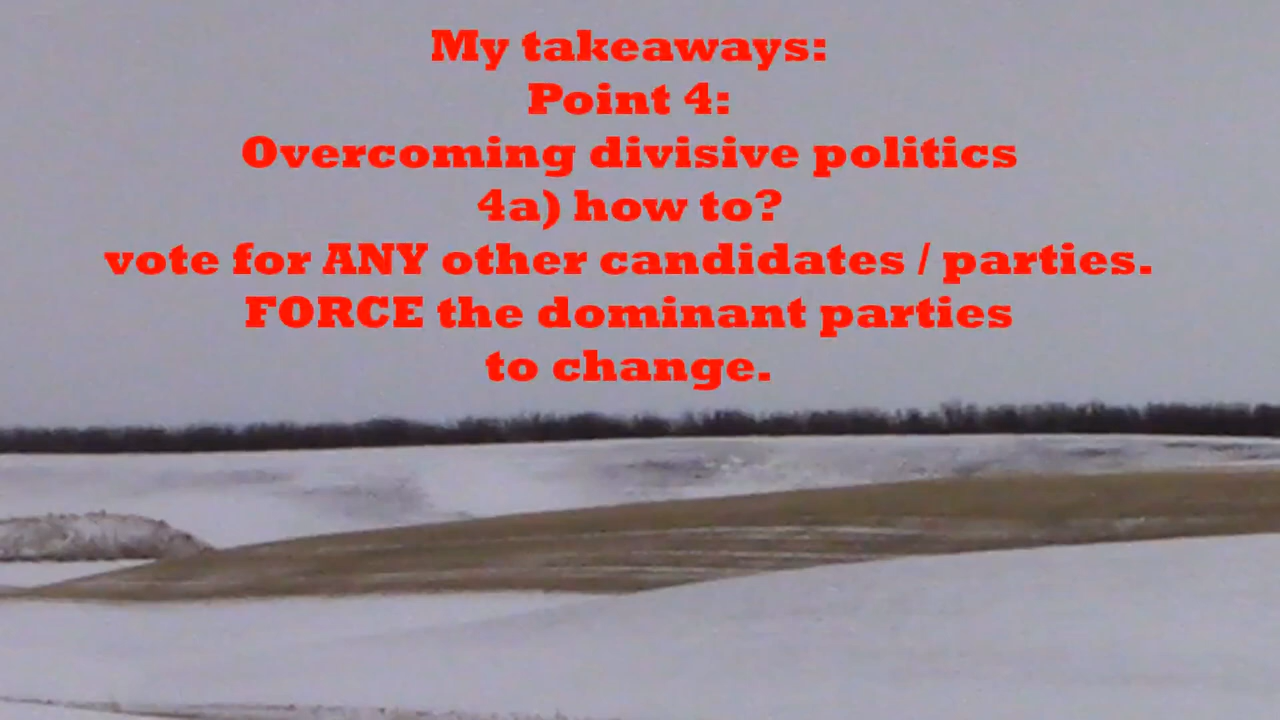 My takeaways:
Point 4:
Overcoming divisive politics
4a) how to?
vote for ANY other candidates / parties.
FORCE the dominant parties
to change.